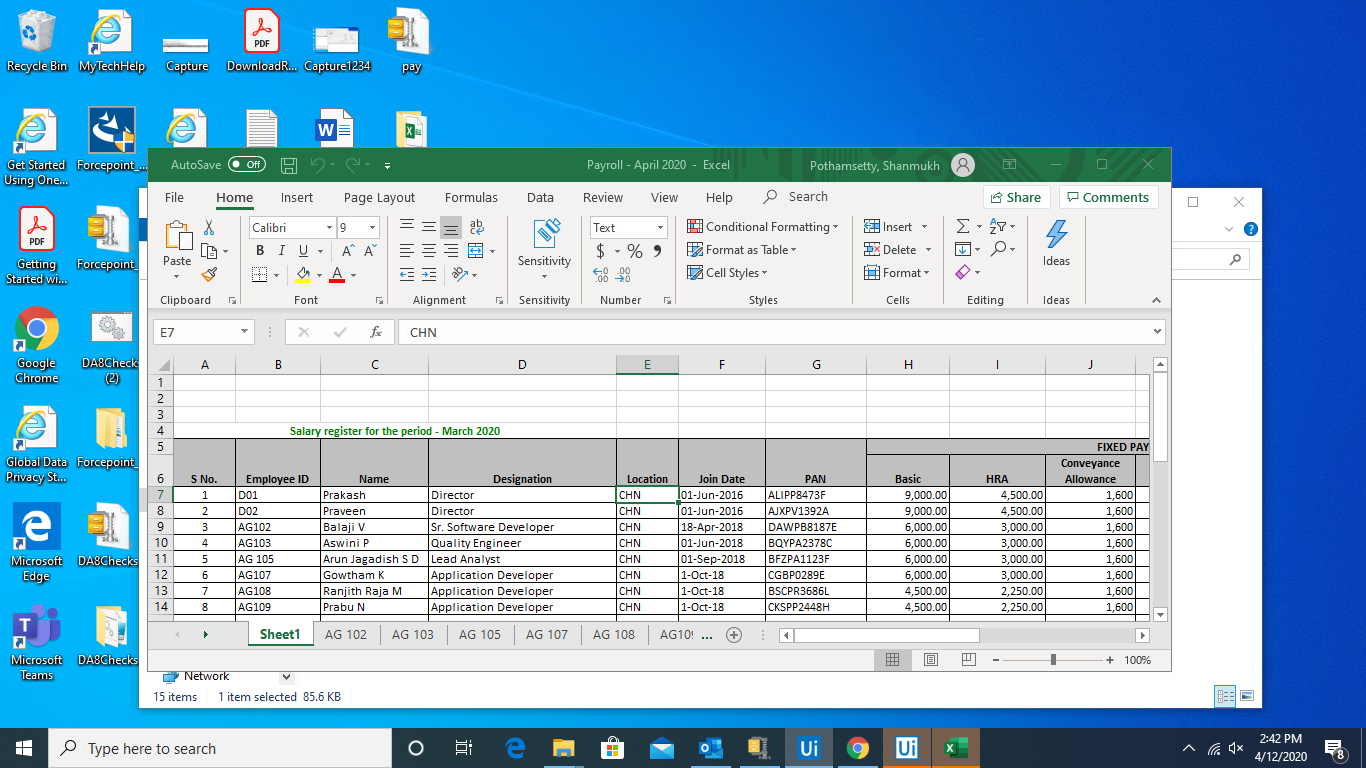 Recycle Bin
MyTechHelp
Capture
DownloadR...
Capture1234
pay
PDF
Get Started
Using One...
Forcepoint_...
AutoSave Off
Payroll - April 2020 - Excel
Pothamsetty, Shanmukh
File Home Insert Page Layout Formulas Data Review View Help Search Share Comments
Paste
Calibri 9
B I U
A A
A
ab
Sensitivity
Text
$ % ,
Conditional Formatting
Format as Table
Cell Styles
Insert
Delete
Format
Ideas
Clipboard Font Alignment Sensitivity Number Styles Cells Editing Ideas
E7 fx CHN
A B C D E F G H I J
1
2
3
4 Salary register for the period - March 2020
5 FIXED PAY
6 S No. Employee ID Name Designation Location Join Date PAN Basic HRA Conveyance Allowance
7 1 D01 Prakash Director CHN 01-Jun-2016 ALIPP8473F 9,000.00 4,500.00 1,600
8 2 D02 Praveen Director CHN 01-Jun-2016 AJXPV1392A 9,000.00 4,500.00 1,600
9 3 AG102 Balaji V Sr. Software Developer CHN 18-Apr-2018 DAWPB8187E 6,000.00 3,000.00 1,600
10 4 AG103 Aswini P Quality Engineer CHN 01-Jun-2018 BQYPA2378C 6,000.00 3,000.00 1,600
11 5 AG 105 Arun Jagadish S D Lead Analyst CHN 01-Sep-2018 BFZPA1123F 6,000.00 3,000.00 1,600
12 6 AG107 Gowtham K Application Developer CHN 1-Oct-18 CGBP0289E 6,000.00 3,000.00 1,600
13 7 AG108 Ranjith Raja M Application Developer CHN 1-Oct-18 BSCPR3686L 4,500.00 2,250.00 1,600
14 8 AG109 Prabu N Application Developer CHN 1-Oct-18 CKSPP2448H 4,500.00 2,250.00 1,600
Sheet1 AG 102 AG 103 AG 105 AG 107 AG 108 AG109 ...
100%
PDF
Getting
Started wi...
Forcepoint_
Google
Chrome
DA8Checks
(2)
Global Data
Privacy St...
Forcepoint_
Microsoft
Edge
DA8Checks
Microsoft
Teams
DA8Checks
Network
15 items 1 item selected 85.6 KB
Type here to search
Ui
Ui
2:42 PM
4/12/2020
8